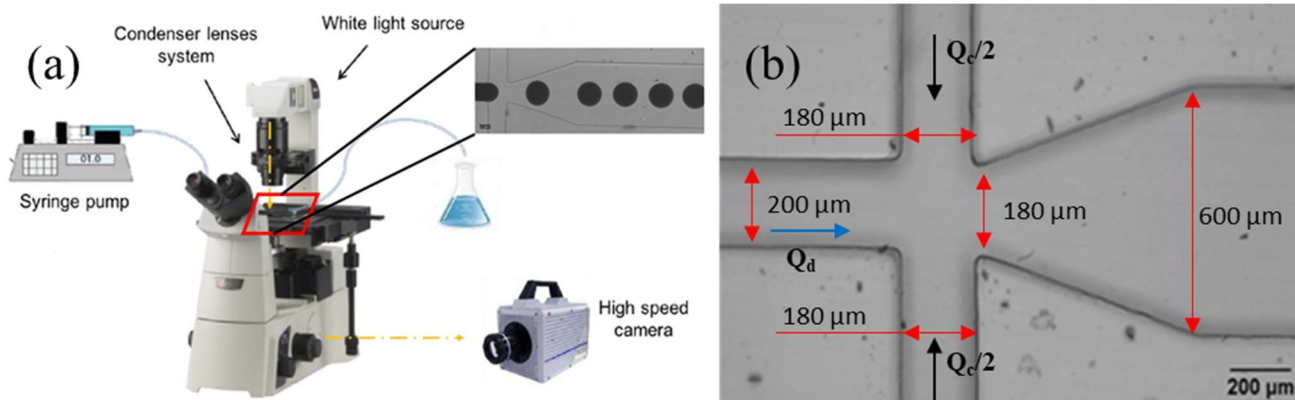 (a)
Condenser lenses
system
White light source
01.0
Syringe pump
High speed
camera
(b)
Qc/2
180 µm
200 µm
Qd
180 µm
600 µm
180 µm
Qc/2
200 µm